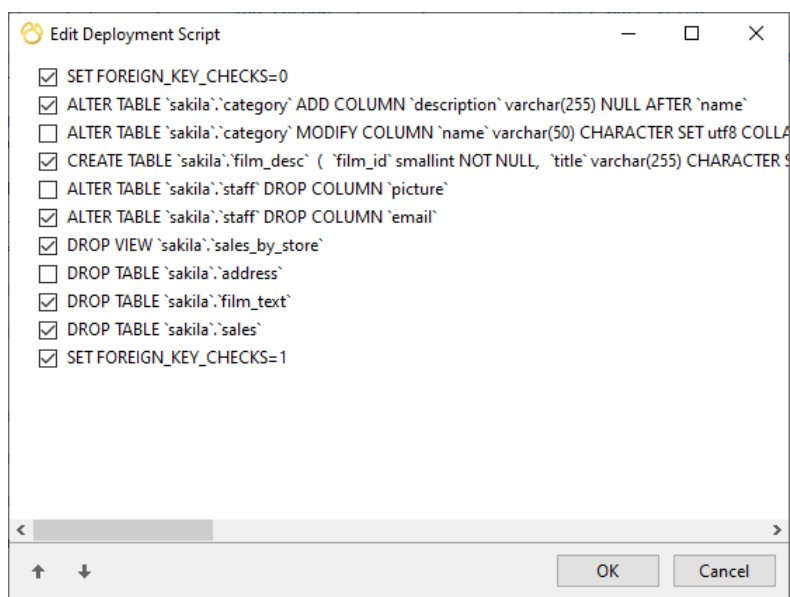 Edit Deployment Script
SET FOREIGN_KEY_CHECKS=0
ALTER TABLE `sakila`.`category` ADD COLUMN `description` varchar(255) NULL AFTER `name`
ALTER TABLE `sakila`.`category` MODIFY COLUMN `name` varchar(50) CHARACTER SET utf8 COLLA
CREATE TABLE `sakila`.`film_desc` ( `film_id` smallint NOT NULL, `title` varchar(255) CHARACTER S
ALTER TABLE `sakila`.`staff` DROP COLUMN `picture`
ALTER TABLE `sakila`.`staff` DROP COLUMN `email`
DROP VIEW `sakila`.`sales_by_store`
DROP TABLE `sakila`.`address`
DROP TABLE `sakila`.`film_text`
DROP TABLE `sakila`.`sales`
SET FOREIGN_KEY_CHECKS=1
OK Cancel